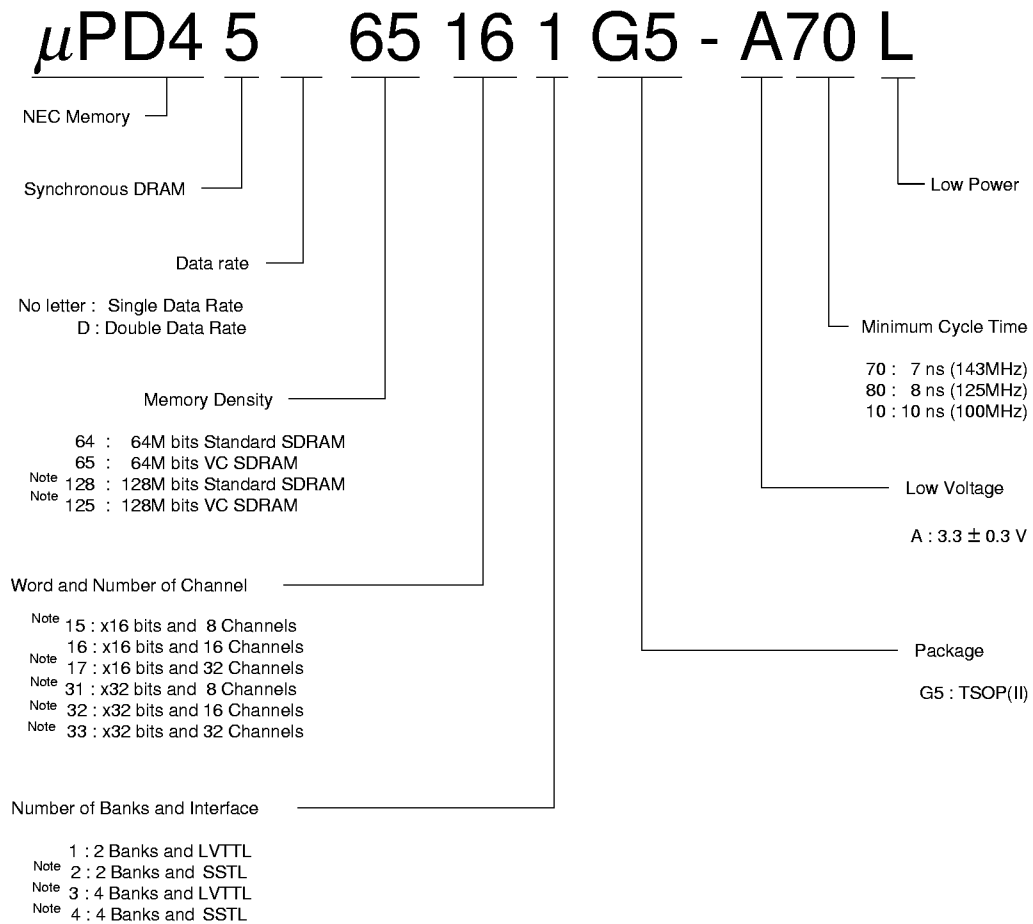 μPD4 5 65 16 1 G5 - A70 L
NEC Memory
Synchronous DRAM
Low Power
Data rate
No letter : Single Data Rate
D : Double Data Rate
Minimum Cycle Time
70 : 7 ns (143MHz)
80 : 8 ns (125MHz)
10 : 10 ns (100MHz)
Memory Density
64 : 64M bits Standard SDRAM
65 : 64M bits VC SDRAM
Note 128 : 128M bits Standard SDRAM
Note 125 : 128M bits VC SDRAM
Low Voltage
A : 3.3 ± 0.3 V
Word and Number of Channel
Note 15 : x16 bits and 8 Channels
16 : x16 bits and 16 Channels
Note 17 : x16 bits and 32 Channels
Note 31 : x32 bits and 8 Channels
Note 32 : x32 bits and 16 Channels
Note 33 : x32 bits and 32 Channels
Package
G5 : TSOP(II)
Number of Banks and Interface
1 : 2 Banks and LVTTL
Note 2 : 2 Banks and SSTL
Note 3 : 4 Banks and LVTTL
Note 4 : 4 Banks and SSTL